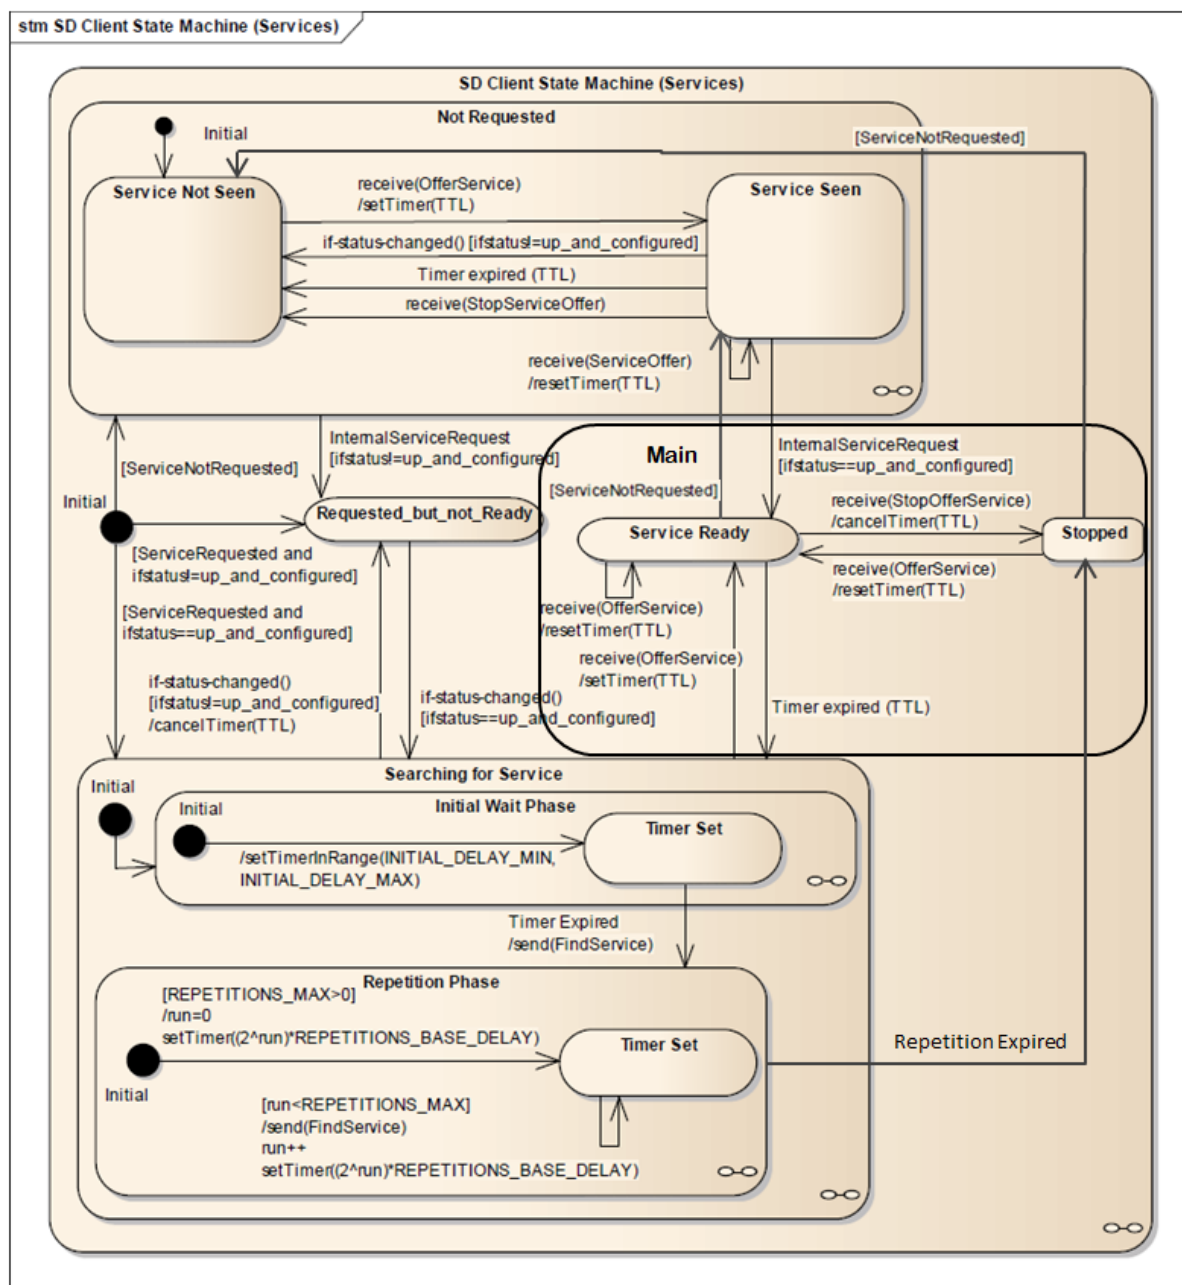 stm SD Client State Machine (Services)
SD Client State Machine (Services)
Not Requested
Initial
[ServiceNotRequested]
Service Not Seen
receive(OfferService)
/setTimer(TTL)
Service Seen
if-status-changed() [ifstatus!=up_and_configured]
Timer expired (TTL)
receive(StopServiceOffer)
receive(ServiceOffer)
/resetTimer(TTL)
InternalServiceRequest
[ifstatus!=up_and_configured]
[ServiceNotRequested]
Main
InternalServiceRequest
[ifstatus==up_and_configured]
[ServiceNotRequested]
Initial
Requested_but_not_Ready
Service Ready
receive(StopOfferService)
/cancelTimer(TTL)
Stopped
receive(OfferService)
/resetTimer(TTL)
[ServiceRequested and
ifstatus!=up_and_configured]
[ServiceRequested and
ifstatus==up_and_configured]
receive(OfferService)
/resetTimer(TTL)
receive(OfferService)
/setTimer(TTL)
if-status-changed()
[ifstatus!=up_and_configured]
/cancelTimer(TTL)
if-status-changed()
[ifstatus==up_and_configured]
Timer expired (TTL)
Searching for Service
Initial
Initial Wait Phase
Initial
Timer Set
/setTimerInRange(INITIAL_DELAY_MIN,
INITIAL_DELAY_MAX)
Timer Expired
/send(FindService)
Repetition Phase
[REPETITIONS_MAX>0]
/run=0
setTimer((2^run)*REPETITIONS_BASE_DELAY)
Timer Set
Initial
Repetition Expired
[run<REPETITIONS_MAX]
/send(FindService)
run++
setTimer((2^run)*REPETITIONS_BASE_DELAY)